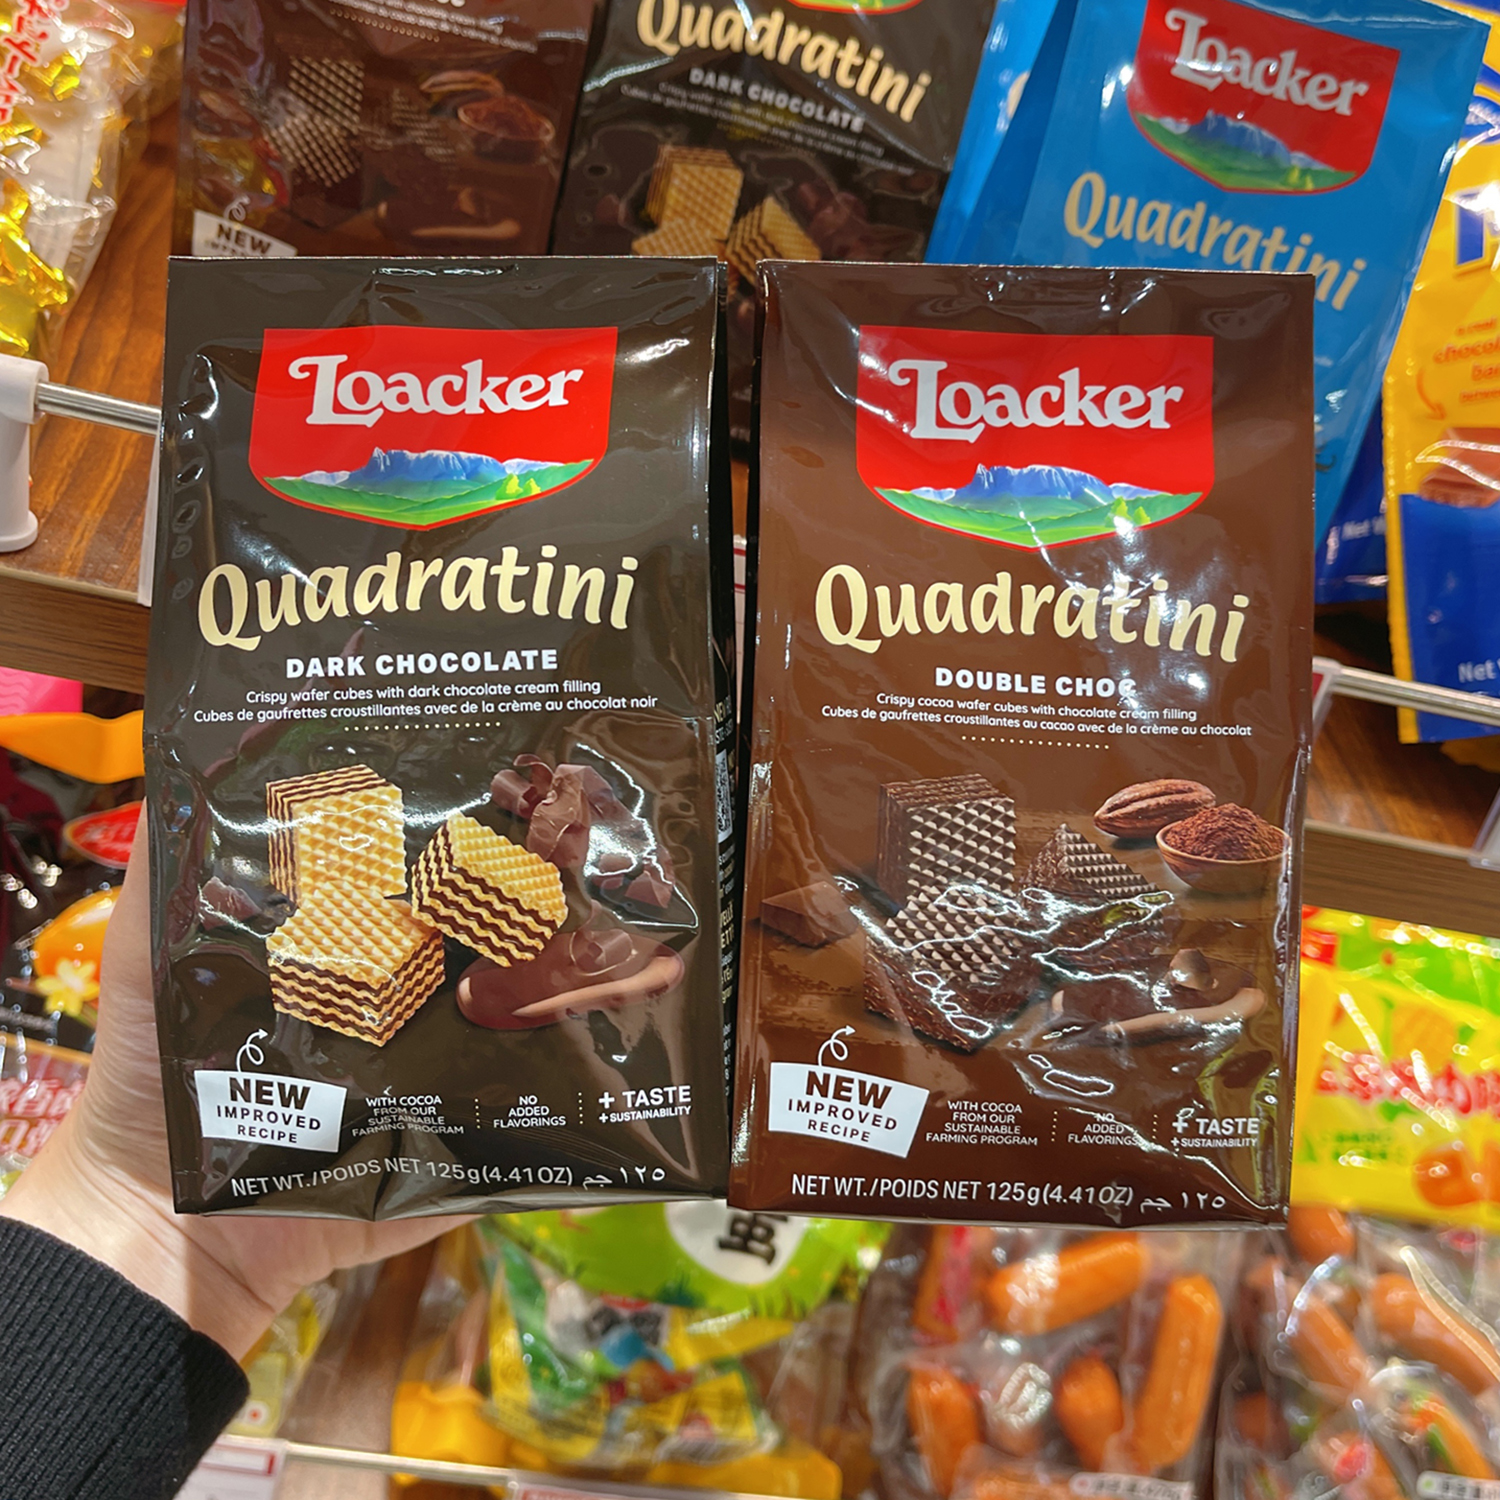 Quadratini
DARK CHOCOLATE
NEW
Loacker
Quadratini
Loacker
Quadratini
DARK CHOCOLATE
Crispy wafer cubes with dark chocolate cream filling
Cubes de gaufrettes croustillantes avec de la crème au chocolat noir
NEW
IMPROVED
RECIPE
WITH COCOA
FROM OUR
SUSTAINABLE
FARMING PROGRAM
NO
ADDED
FLAVORINGS
+ TASTE
+ SUSTAINABILITY
NET WT./POIDS NET 125g(4.41OZ) ١٢٥ جم
Loacker
Quadratini
DOUBLE CHOC
Crispy cocoa wafer cubes with chocolate cream filling
Cubes de gaufrettes croustillantes au cacao avec de la crème au chocolat
NEW
IMPROVED
RECIPE
WITH COCOA
FROM OUR
SUSTAINABLE
FARMING PROGRAM
NO
ADDED
FLAVORINGS
+ TASTE
+ SUSTAINABILITY
NET WT./POIDS NET 125g(4.41OZ) ١٢٥ جم